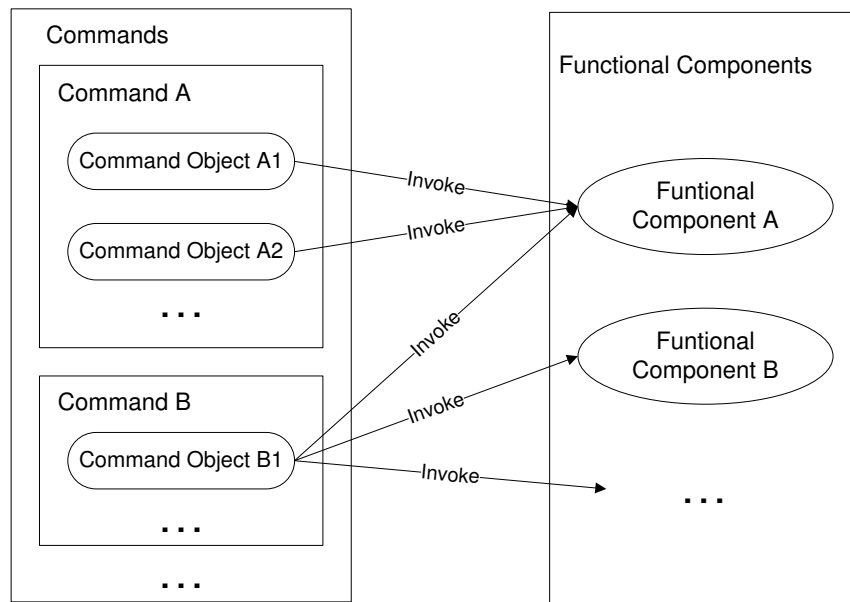 Commands
Command A
Command Object A1
Command Object A2
...
Command B
Command Object B1
...
...
Invoke
Invoke
Invoke
Invoke
Invoke
Functional Components
Funtional
Component A
Funtional
Component B
...